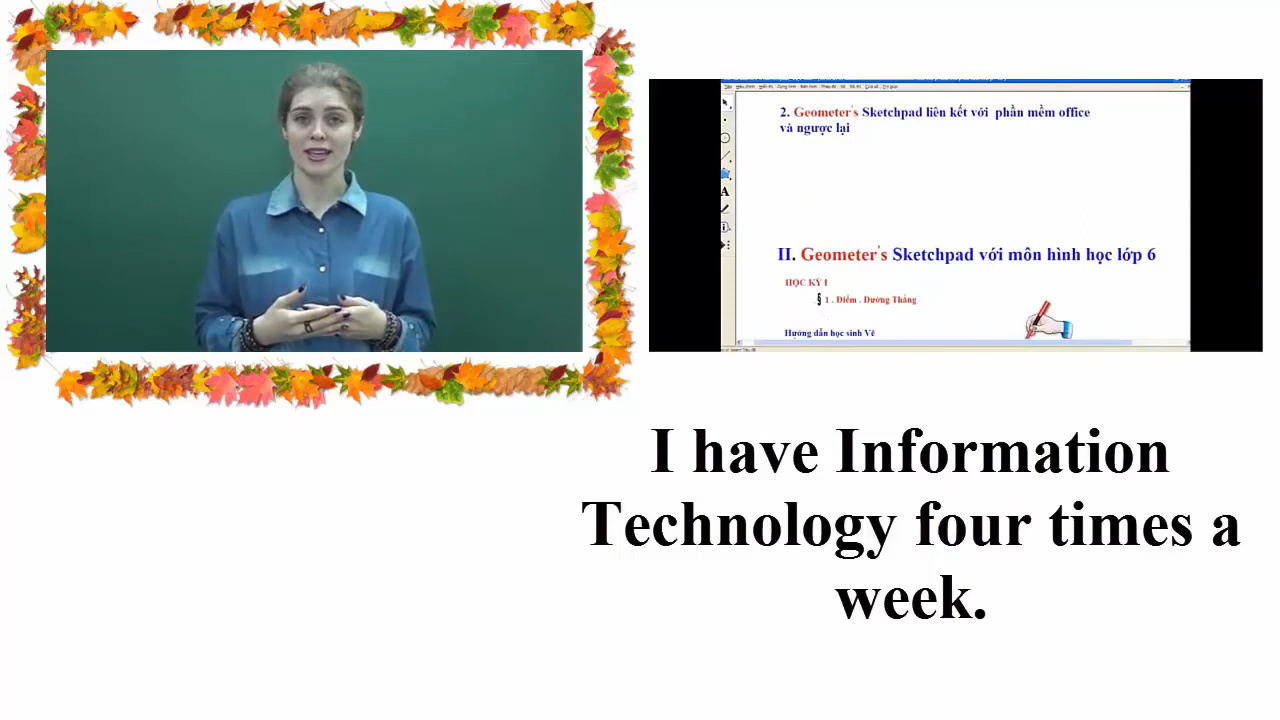 2. Geometer's Sketchpad liên kết với phần mềm office
và ngược lại
II. Geometer's Sketchpad với môn hình học lớp 6
HỌC KỲ I
§ 1 . Điểm . Đường Thẳng
Hướng dẫn học sinh Vẽ
I have Information
Technology four times a
week.